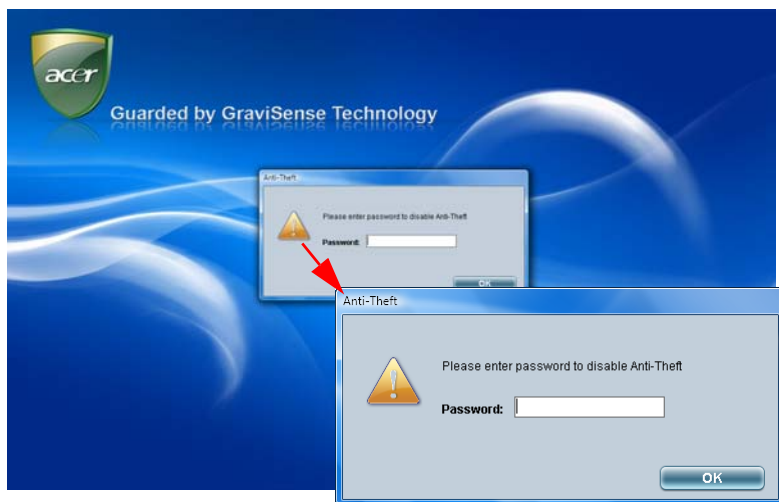 acer
Guarded by GraviSense Technology
Anti-Theft
Please enter password to disable Anti-Theft
Password:
OK
Anti-Theft
Please enter password to disable Anti-Theft
Password:
OK